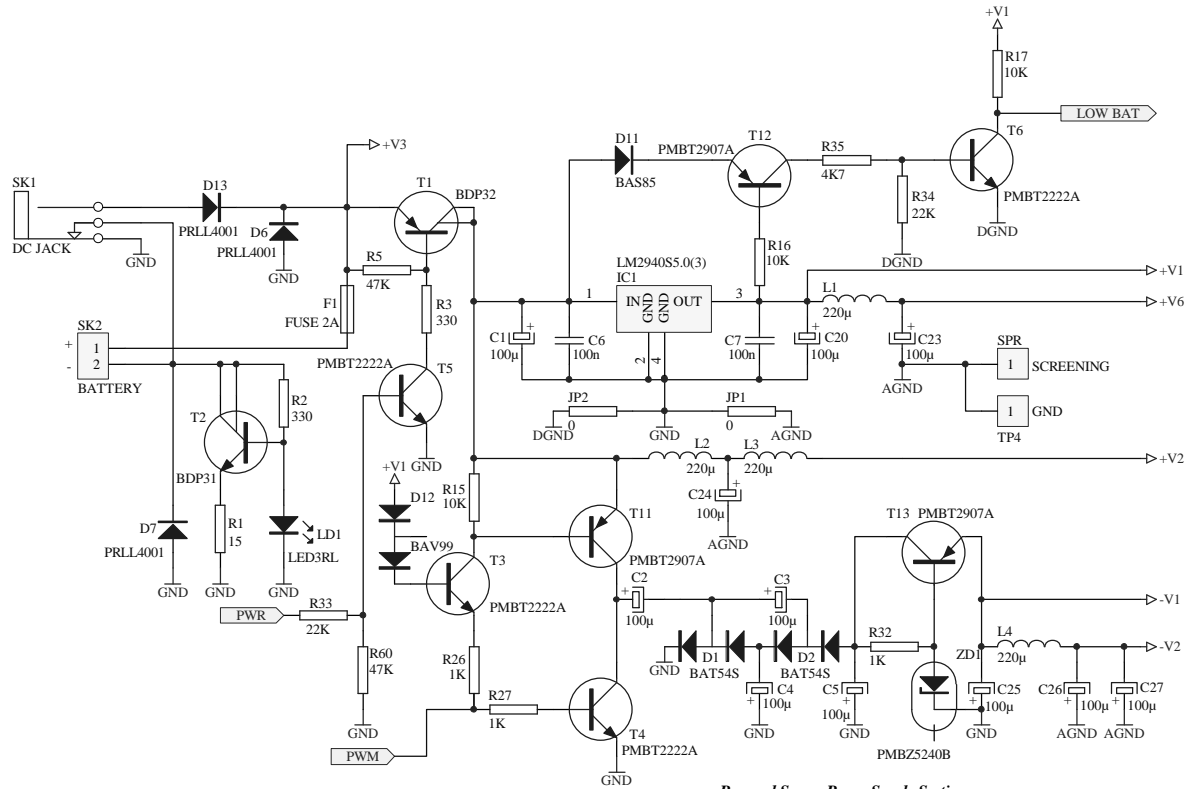 +V1
R17
10K
LOW BAT
D11
T12
T6
PMBT2907A
R35
+V3
BAS85
4K7
SK1
D13
T1
BDP32
R34
22K
PMBT2222A
DC JACK
PRLL4001
D6
PRLL4001
GND
GND
R5
47K
R16
10K
DGND
DGND
LM2940S5.0(3)
IC1
+V1
F1
FUSE 2A
R3
330
1
IN
GND
GND
OUT
3
L1
220µ
+V6
SK2
+
1
-
2
BATTERY
C1
+
100µ
C6
100n
2
4
C7
100n
C20
+
100µ
C23
+
100µ
SPR
1
SCREENING
PMBT2222A
T5
AGND
R2
330
T2
JP2
0
JP1
0
1
GND
TP4
DGND
GND
AGND
BDP31
GND
+V1
L2
220µ
L3
220µ
+V2
R15
10K
D12
C24
+
100µ
D7
PRLL4001
R1
15
LD1
LED3RL
T11
AGND
T13
PMBT2907A
BAV99
T3
PMBT2907A
GND
GND
GND
PMBT2222A
C2
+
100µ
C3
+
100µ
PWR
R33
22K
-V1
R60
47K
R26
1K
GND
D1
BAT54S
D2
BAT54S
R32
1K
ZD1
L4
220µ
-V2
R27
1K
C4
+
100µ
C5
+
100µ
C25
+
100µ
C26
+
100µ
C27
+
100µ
GND
PWM
T4
PMBT2222A
GND
GND
GND
AGND
AGND
PMBZ5240B
GND